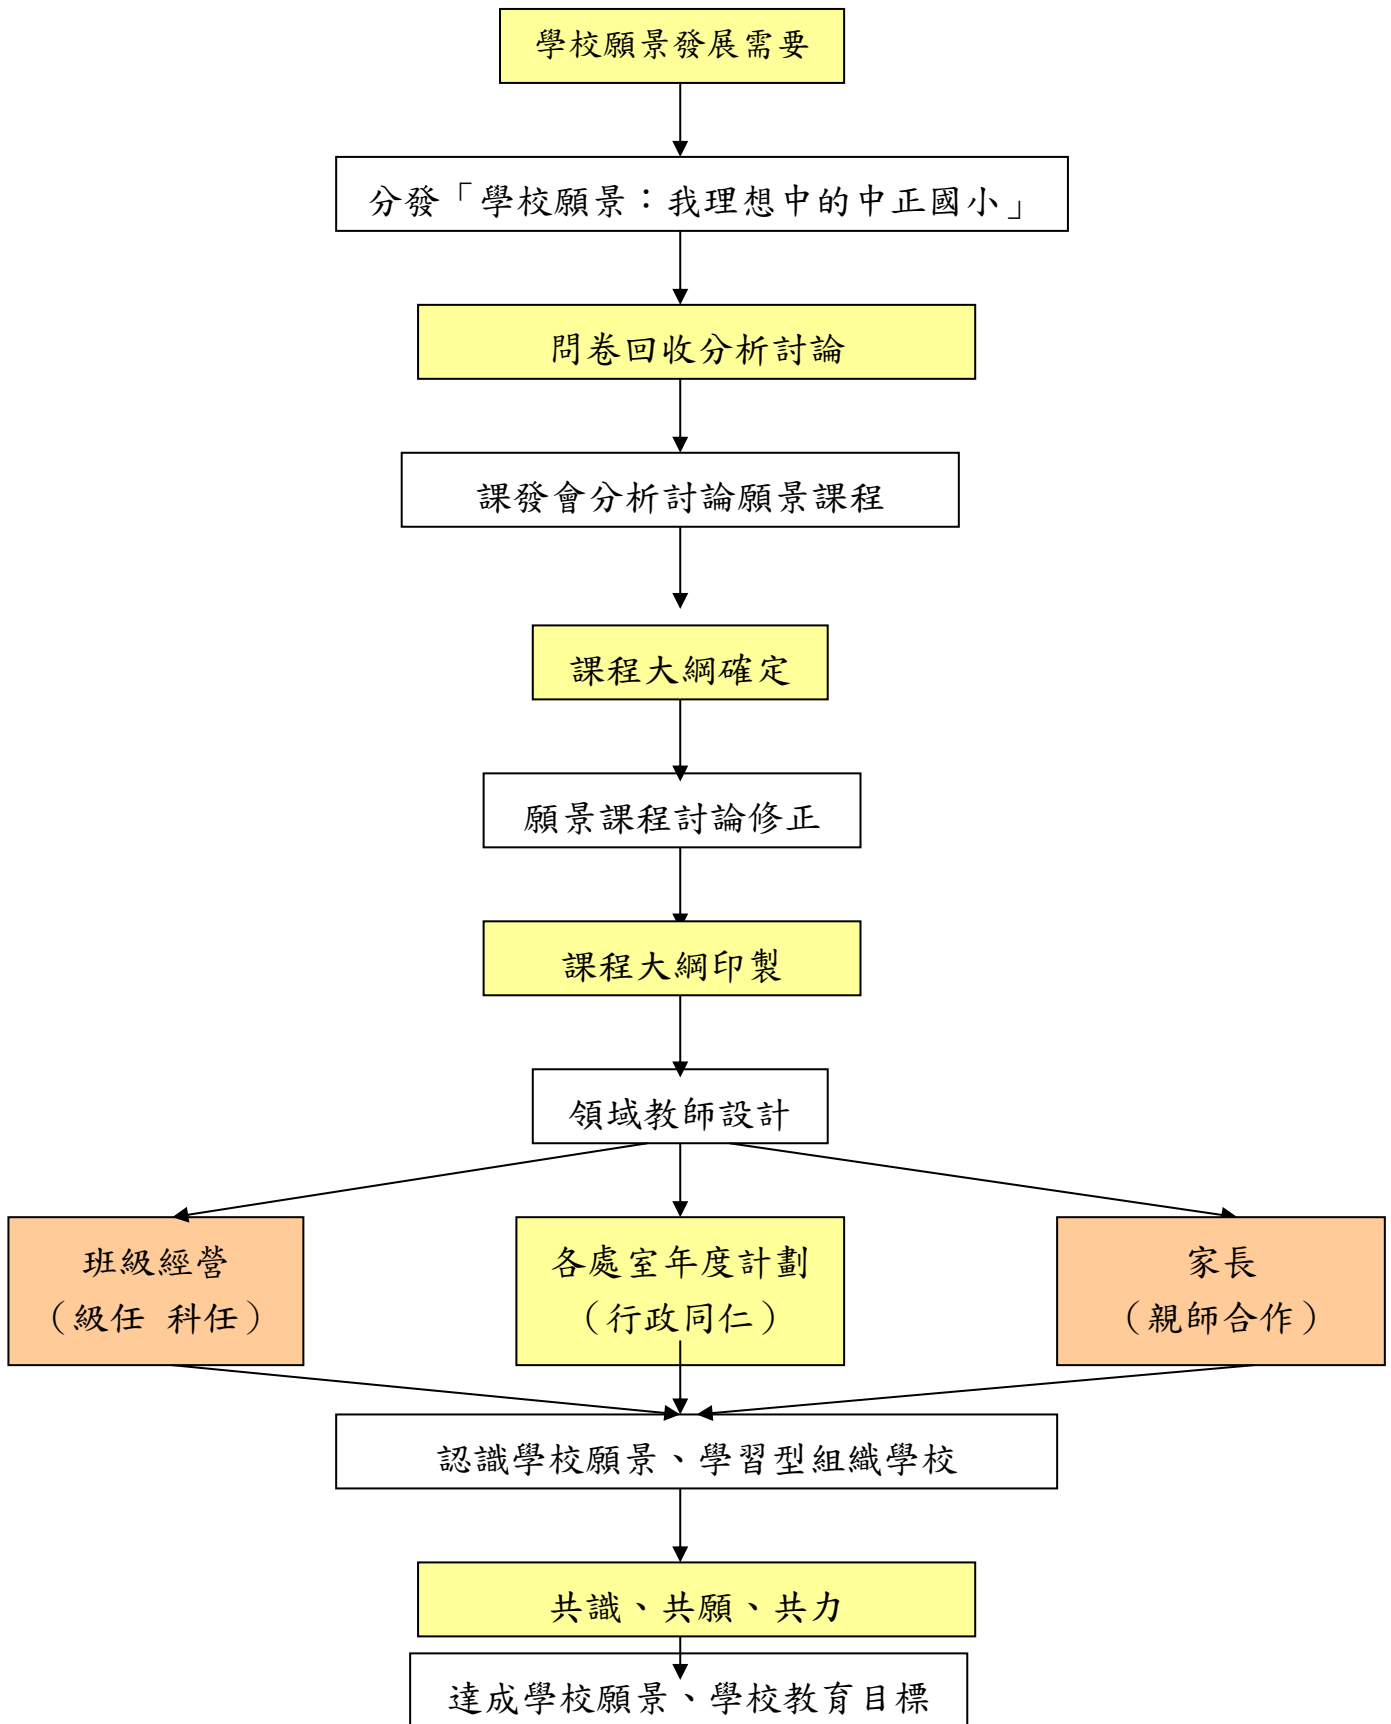 學校願景發展需要
分發「學校願景：我理想中的中正國小」
問卷回收分析討論
課發會分析討論願景課程
課程大綱確定
願景課程討論修正
課程大綱印製
領域教師設計
班級經營
（級任 科任）
各處室年度計劃
（行政同仁）
家長
（親師合作）
認識學校願景、學習型組織學校
共識、共願、共力
達成學校願景、學校教育目標